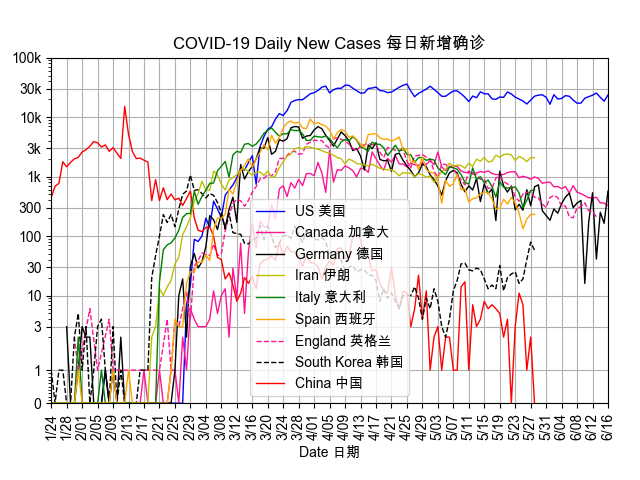 COVID-19 Daily New Cases 每日新增确诊
100k
30k
10k
3k
1k
300
100
30
10
3
1
0
US 美国
Canada 加拿大
Germany 德国
Iran 伊朗
Italy 意大利
Spain 西班牙
England 英格兰
South Korea 韩国
China 中国
1/24 1/28 2/01 2/05 2/09 2/13 2/17 2/21 2/25 2/29 3/04 3/08 3/12 3/16 3/20 3/24 3/28 4/01 4/05 4/09 4/13 4/17 4/21 4/25 4/29 5/03 5/07 5/11 5/15 5/19 5/23 5/27 5/31 6/04 6/08 6/12 6/16
Date 日期